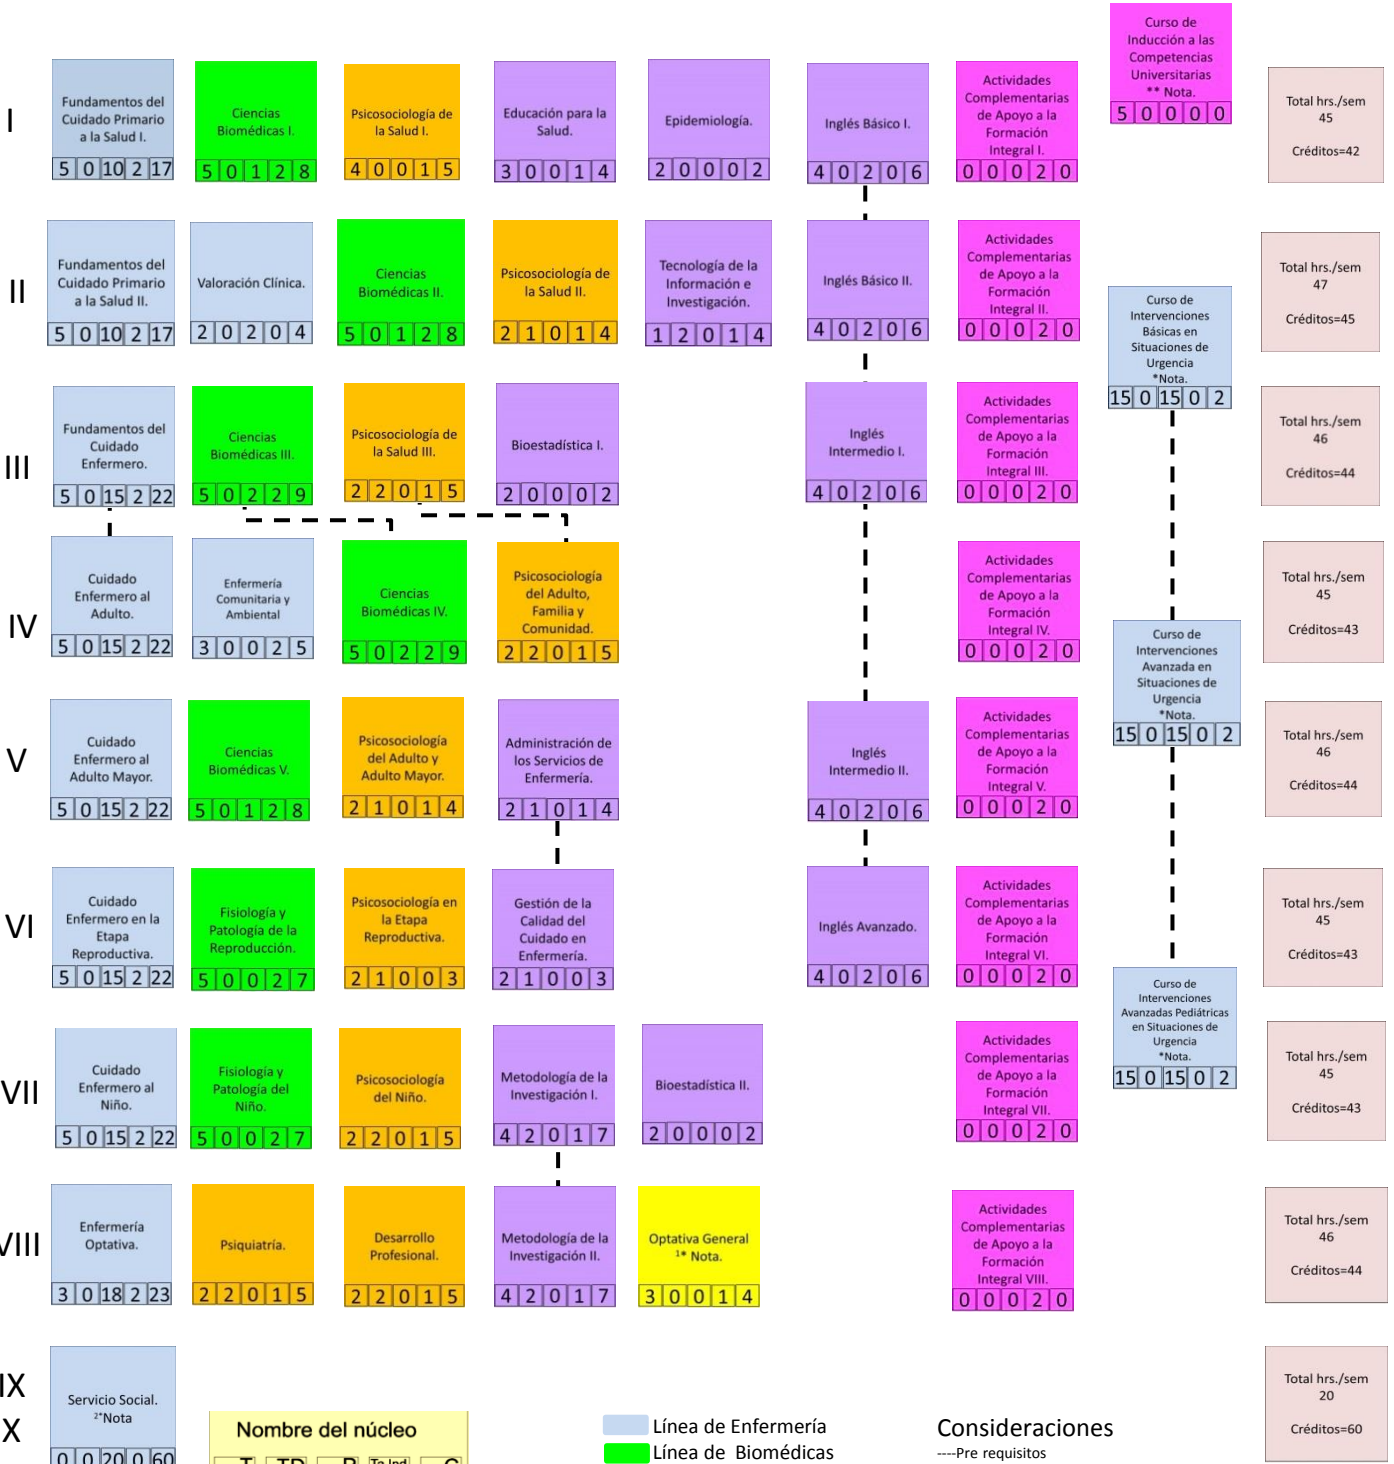 Curso de
Inducción a las
Competencias
Universitarias
** Nota.
5 0 0 0 0
I
Fundamentos del
Cuidado Primario
a la Salud I.
5 0 10 2 17
Ciencias
Biomédicas I.
5 0 1 2 8
Psicosociología de
la Salud I.
4 0 0 1 5
Educación para la
Salud.
3 0 0 1 4
Epidemiología.
2 0 0 0 2
Inglés Básico I.
4 0 2 0 6
Actividades
Complementarias
de Apoyo a la
Formación
Integral I.
0 0 0 2 0
Total hrs./sem
45
Créditos=42
II
Fundamentos del
Cuidado Primario
a la Salud II.
5 0 10 2 17
Valoración Clínica.
2 0 2 0 4
Ciencias
Biomédicas II.
5 0 1 2 8
Psicosociología de
la Salud II.
2 1 0 1 4
Tecnología de la
Información e
Investigación.
1 2 0 1 4
Inglés Básico II.
4 0 2 0 6
Actividades
Complementarias
de Apoyo a la
Formación
Integral II.
0 0 0 2 0
Curso de
Intervenciones
Básicas en
Situaciones de
Urgencia
*Nota.
15 0 15 0 2
Total hrs./sem
47
Créditos=45
III
Fundamentos del
Cuidado
Enfermero.
5 0 15 2 22
Ciencias
Biomédicas III.
5 0 2 2 9
Psicosociología de
la Salud III.
2 2 0 1 5
Bioestadística I.
2 0 0 0 2
Inglés
Intermedio I.
4 0 2 0 6
Actividades
Complementarias
de Apoyo a la
Formación
Integral III.
0 0 0 2 0
Total hrs./sem
46
Créditos=44
IV
Cuidado
Enfermero al
Adulto.
5 0 15 2 22
Enfermería
Comunitaria y
Ambiental
3 0 0 2 5
Ciencias
Biomédicas IV.
5 0 2 2 9
Psicosociología
del Adulto,
Familia y
Comunidad.
2 2 0 1 5
Actividades
Complementarias
de Apoyo a la
Formación
Integral IV.
0 0 0 2 0
Curso de
Intervenciones
Avanzada en
Situaciones de
Urgencia
*Nota.
15 0 15 0 2
Total hrs./sem
45
Créditos=43
V
Cuidado
Enfermero al
Adulto Mayor.
5 0 15 2 22
Ciencias
Biomédicas V.
5 0 1 2 8
Psicosociología
del Adulto y
Adulto Mayor.
2 1 0 1 4
Administración de
los Servicios de
Enfermería.
2 1 0 1 4
Inglés
Intermedio II.
4 0 2 0 6
Actividades
Complementarias
de Apoyo a la
Formación
Integral V.
0 0 0 2 0
Total hrs./sem
46
Créditos=44
VI
Cuidado
Enfermero en la
Etapa
Reproductiva.
5 0 15 2 22
Fisiología y
Patología de la
Reproducción.
5 0 0 2 7
Psicosociología en
la Etapa
Reproductiva.
2 1 0 0 3
Gestión de la
Calidad del
Cuidado en
Enfermería.
2 1 0 0 3
Inglés Avanzado.
4 0 2 0 6
Actividades
Complementarias
de Apoyo a la
Formación
Integral VI.
0 0 0 2 0
Curso de
Intervenciones
Avanzadas Pediátricas
en Situaciones de
Urgencia
*Nota.
15 0 15 0 2
Total hrs./sem
45
Créditos=43
VII
Cuidado
Enfermero al
Niño.
5 0 15 2 22
Fisiología y
Patología del
Niño.
5 0 0 2 7
Psicosociología
del Niño.
2 2 0 1 5
Metodología de la
Investigación I.
4 2 0 1 7
Bioestadística II.
2 0 0 0 2
Actividades
Complementarias
de Apoyo a la
Formación
Integral VII.
0 0 0 2 0
Total hrs./sem
45
Créditos=43
VIII
Enfermería
Optativa.
3 0 18 2 23
Psiquiatría.
2 2 0 1 5
Desarrollo
Profesional.
2 2 0 1 5
Metodología de la
Investigación II.
4 2 0 1 7
Optativa General
1* Nota.
3 0 0 1 4
Actividades
Complementarias
de Apoyo a la
Formación
Integral VIII.
0 0 0 2 0
Total hrs./sem
46
Créditos=44
IX
X
Servicio Social.
2*Nota
0 0 20 0 60
Nombre del núcleo
T TD P Ta Ind C
Línea de Enfermería
Línea de Biomédicas
Consideraciones
----Pre requisitos
Total hrs./sem
20
Créditos=60